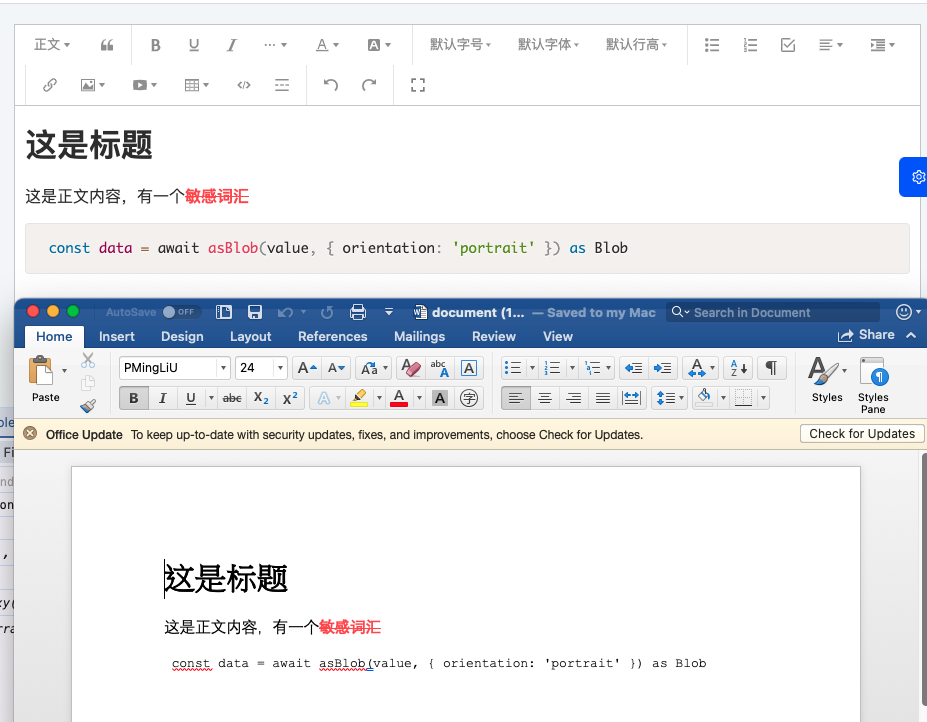 正文 B U I ··· A A 默认字号 默认字体 默认行高
这是标题
这是正文内容，有一个敏感词汇
const data = await asBlob(value, { orientation: 'portrait' }) as Blob
AutoSave OFF document (1... — Saved to my Mac Search in Document
Home Insert Design Layout References Mailings Review View Share
PMingLiU 24 A A Aa A abc A A A A Z
Paste Styles Styles Pane
B I U abc X₂ X² A A A 字
Office Update To keep up-to-date with security updates, fixes, and improvements, choose Check for Updates. Check for Updates
这是标题
这是正文内容，有一个敏感词汇
const data = await asBlob(value, { orientation: 'portrait' }) as Blob